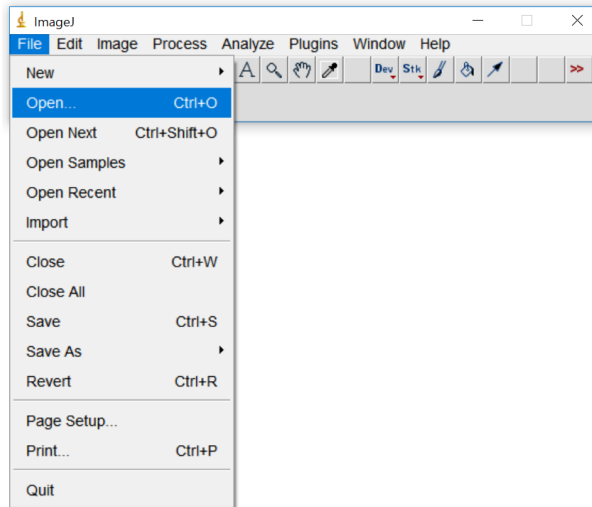 ImageJ
File Edit Image Process Analyze Plugins Window Help
A Dev Stk >>
New
Open... Ctrl+O
Open Next Ctrl+Shift+O
Open Samples
Open Recent
Import
Close Ctrl+W
Close All
Save Ctrl+S
Save As
Revert Ctrl+R
Page Setup...
Print... Ctrl+P
Quit